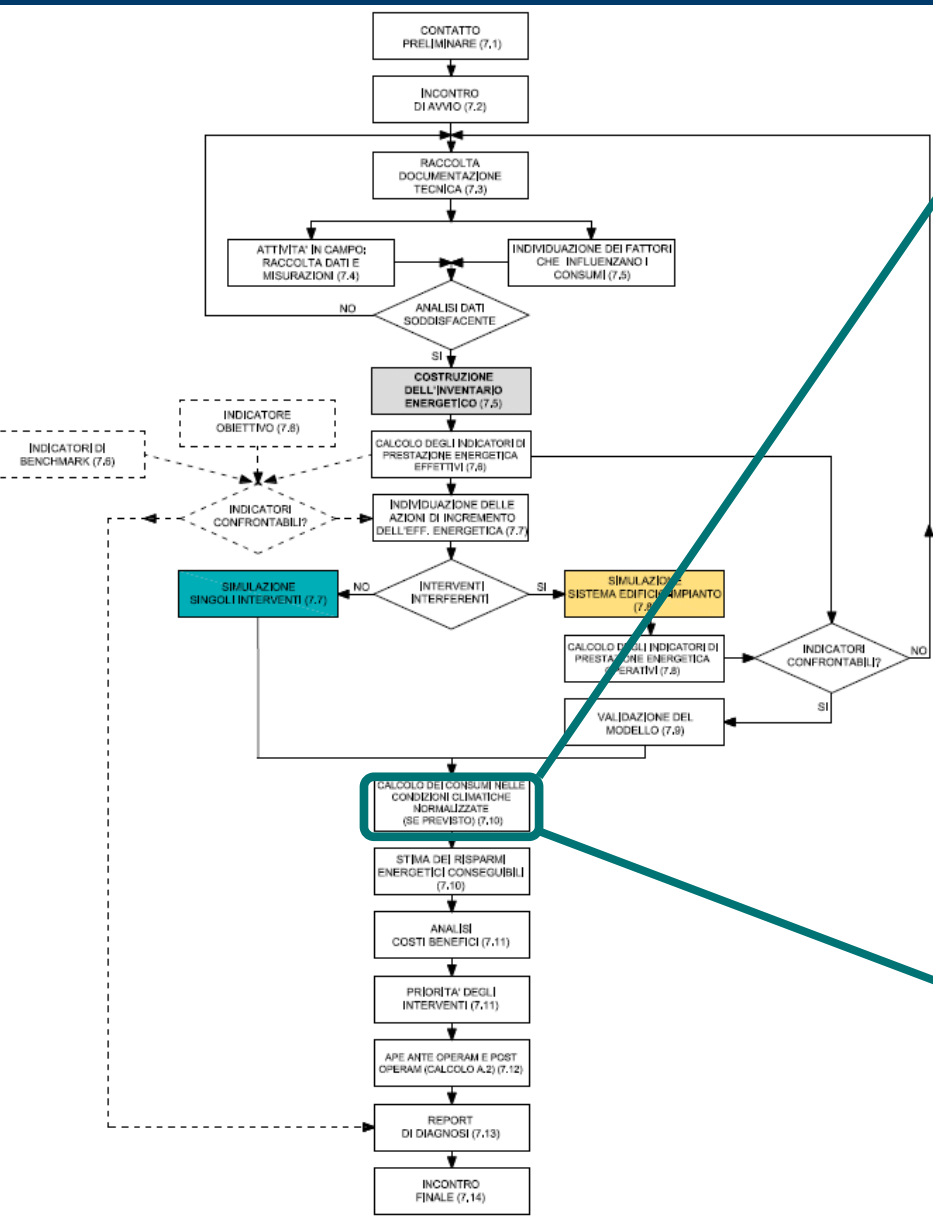 CONTATTO
PRELIMINARE (7.1)
INCONTRO
DI AVVIO (7.2)
RACCOLTA
DOCUMENTAZIONE
TECNICA (7.3)
ATTIVITA' IN CAMPO:
RACCOLTA DATI E
MISURAZIONI (7.4)
INDIVIDUAZIONE DEI FATTORI
CHE INFLUENZANO I
CONSUMI (7.5)
NO
ANALISI DATI
SODDISFACENTE
SI
COSTRUZIONE
DELL'INVENTARIO
ENERGETICO (7.5)
INDICATORE
OBIETTIVO (7.6)
INDICATORI DI
BENCHMARK (7.6)
CALCOLO DEGLI INDICATORI DI
PRESTAZIONE ENERGETICA
EFFETTIVI (7.6)
INDICATORI
CONFRONTABILI?
INDIVIDUAZIONE DELLE
AZIONI DI INCREMENTO
DELL'EFF. ENERGETICA (7.7)
SIMULAZIONE
SINGOLI INTERVENTI (7.7)
NO
INTERVENTI
INTERFERENTI
SI
SIMULAZIONE
SISTEMA EDIFICIO IMPIANTO
(7.8)
CALCOLO DEGLI INDICATORI DI
PRESTAZIONE ENERGETICA
OPERATIVI (7.8)
INDICATORI
CONFRONTABILI?
NO
SI
VALIDAZIONE DEL
MODELLO (7.9)
CALCOLO DEI CONSUMI NELLE
CONDIZIONI CLIMATICHE
NORMALIZZATE
(SE PREVISTO) (7.10)
STIMA DEI RISPARMI
ENERGETICI CONSEGUIBILI
(7.10)
ANALISI
COSTI BENEFICI (7.11)
PRIORITA' DEGLI
INTERVENTI (7.11)
APE ANTE OPERAM E POST
OPERAM (CALCOLO A.2) (7.12)
REPORT
DI DIAGNOSI (7.13)
INCONTRO
FINALE (7.14)